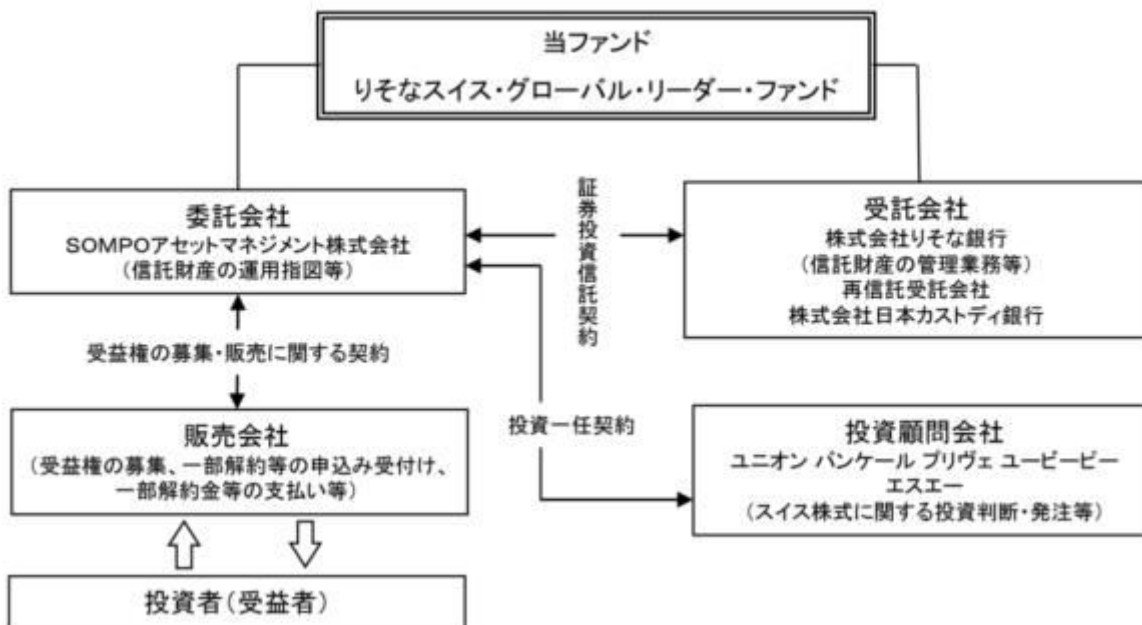 当ファンド
りそなスイス・グローバル・リーダー・ファンド
委託会社
SOMPOアセットマネジメント株式会社
(信託財産の運用指図等)
証券投資信託契約
受託会社
株式会社りそな銀行
(信託財産の管理業務等)
再信託受託会社
株式会社日本カストディ銀行
受益権の募集・販売に関する契約
販売会社
(受益権の募集、一部解約等の申込み受付け、
一部解約金等の支払い等)
投資一任契約
投資顧問会社
ユニオン バンケール プリヴェ ユービーピー
エスエー
(スイス株式に関する投資判断・発注等)
投資者(受益者)